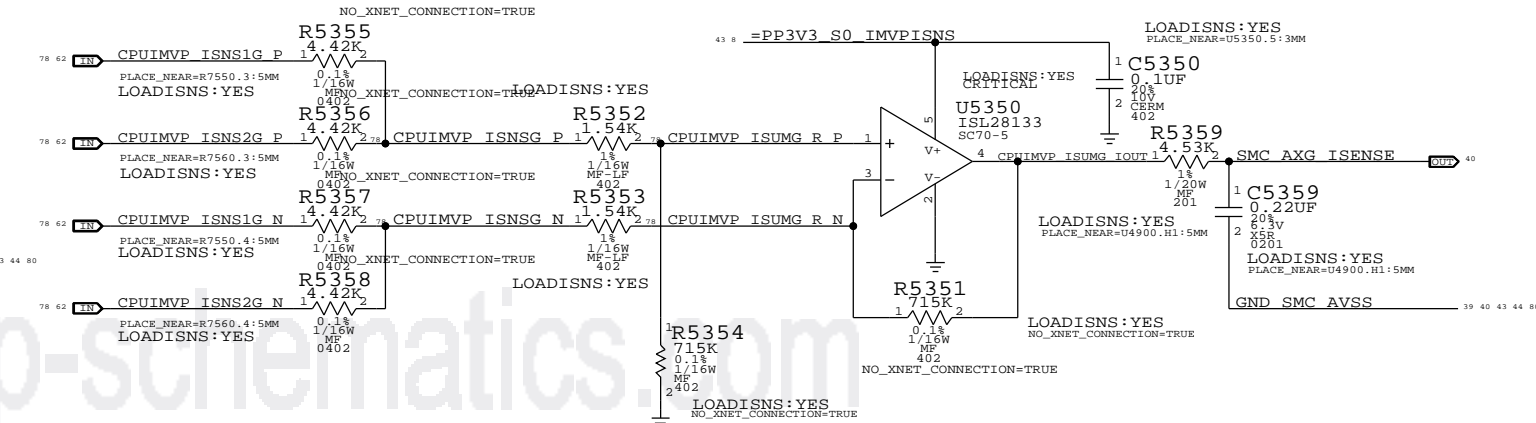 NO_XNET_CONNECTION=TRUE
R5355
4.42K
78 62 IN CPUIMVP_ISNS1G_P 1 2
PLACE_NEAR=R7550.3:5MM
LOADISNS:YES
0.1%
1/16W
MF
0402
NO_XNET_CONNECTION=TRUE
R5356
4.42K
78 62 IN CPUIMVP_ISNS2G_P 1 2
PLACE_NEAR=R7560.3:5MM
LOADISNS:YES
0.1%
1/16W
MF
0402
NO_XNET_CONNECTION=TRUE
R5357
4.42K
78 62 IN CPUIMVP_ISNS1G_N 1 2
PLACE_NEAR=R7550.4:5MM
LOADISNS:YES
0.1%
1/16W
MF
0402
NO_XNET_CONNECTION=TRUE
3 44 80
R5358
4.42K
78 62 IN CPUIMVP_ISNS2G_N 1 2
PLACE_NEAR=R7560.4:5MM
LOADISNS:YES
0.1%
1/16W
MF
0402
LOADISNS:YES
R5352
1.54K
78 CPUIMVP_ISNSG_P 1 2
1%
1/16W
MF-LF
402
R5353
1.54K
78 CPUIMVP_ISNSG_N 1 2
1%
1/16W
MF-LF
402
LOADISNS:YES
78 CPUIMVP_ISUMG_R_P 1
78 CPUIMVP_ISUMG_R_N
3
1
R5354
715K
0.1%
1/16W
MF
402
2
LOADISNS:YES
NO_XNET_CONNECTION=TRUE
43 8 =PP3V3_S0_IMVPISNS
LOADISNS:YES
CRITICAL
U5350
ISL28133
SC70-5
5
+
V+
-
V-
2
4 CPUIMVP_ISUMG_IOUT
R5351
715K
1 2
0.1%
1/16W
MF
402
NO_XNET_CONNECTION=TRUE
LOADISNS:YES
NO_XNET_CONNECTION=TRUE
LOADISNS:YES
PLACE_NEAR=U5350.5:3MM
1 C5350
0.1UF
20%
10V
2 CERM
402
R5359
4.53K
1 2
1%
1/20W
MF
201
LOADISNS:YES
PLACE_NEAR=U4900.H1:5MM
SMC_AXG_ISENSE OUT 40
1 C5359
0.22UF
20%
6.3V
2 X5R
0201
LOADISNS:YES
PLACE_NEAR=U4900.H1:5MM
GND_SMC_AVSS 39 40 43 44 80
p-schematics.com